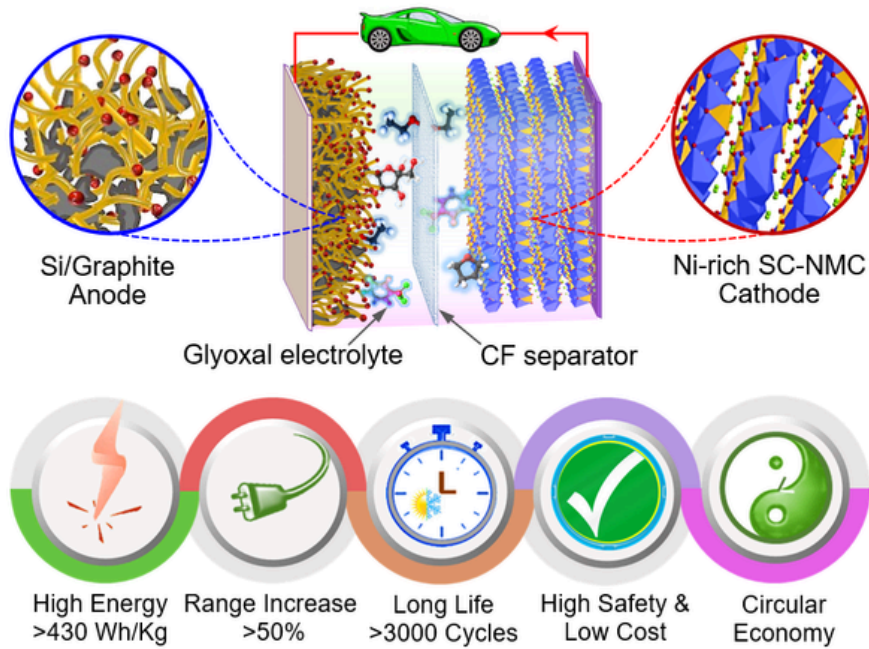 Si/Graphite
Anode
Ni-rich SC-NMC
Cathode
Glyoxal electrolyte
CF separator
High Energy
>430 Wh/Kg
Range Increase
>50%
Long Life
>3000 Cycles
High Safety &
Low Cost
Circular
Economy